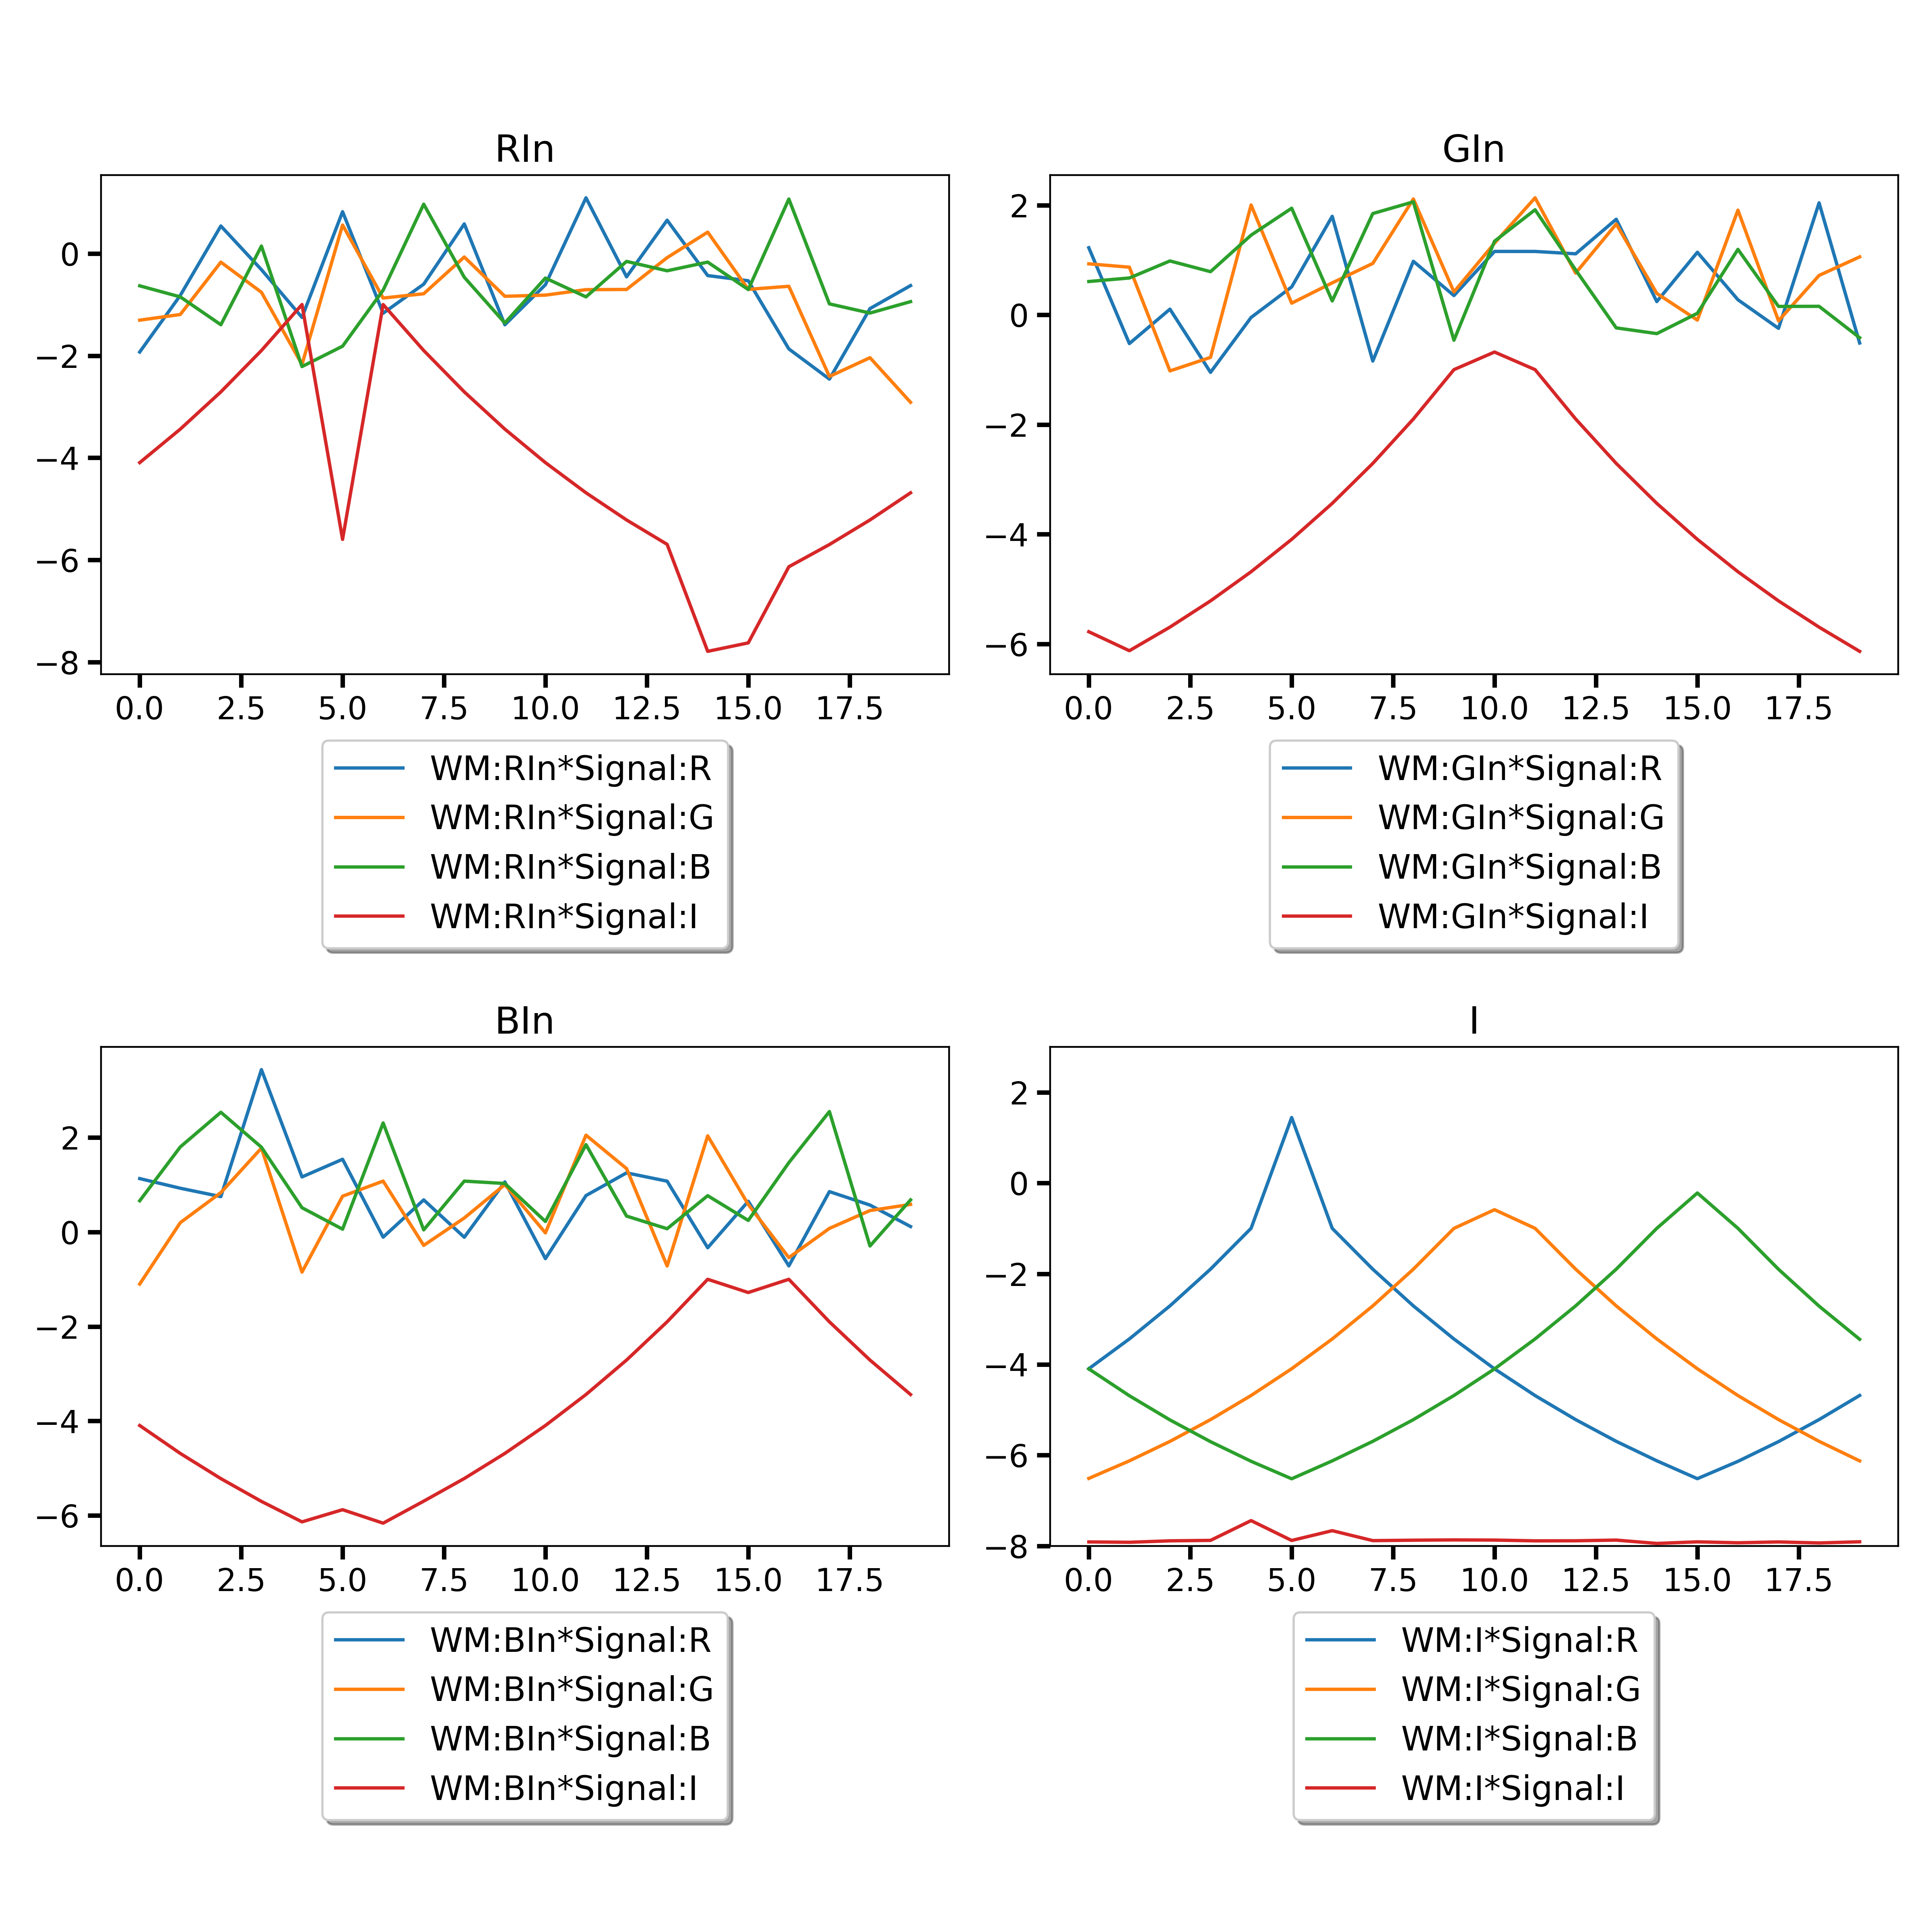 RIn
0
−2
−4
−6
−8
0.0 2.5 5.0 7.5 10.0 12.5 15.0 17.5
WM:RIn*Signal:R
WM:RIn*Signal:G
WM:RIn*Signal:B
WM:RIn*Signal:I
GIn
2
0
−2
−4
−6
0.0 2.5 5.0 7.5 10.0 12.5 15.0 17.5
WM:GIn*Signal:R
WM:GIn*Signal:G
WM:GIn*Signal:B
WM:GIn*Signal:I
BIn
2
0
−2
−4
−6
0.0 2.5 5.0 7.5 10.0 12.5 15.0 17.5
WM:BIn*Signal:R
WM:BIn*Signal:G
WM:BIn*Signal:B
WM:BIn*Signal:I
I
2
0
−2
−4
−6
−8
0.0 2.5 5.0 7.5 10.0 12.5 15.0 17.5
WM:I*Signal:R
WM:I*Signal:G
WM:I*Signal:B
WM:I*Signal:I